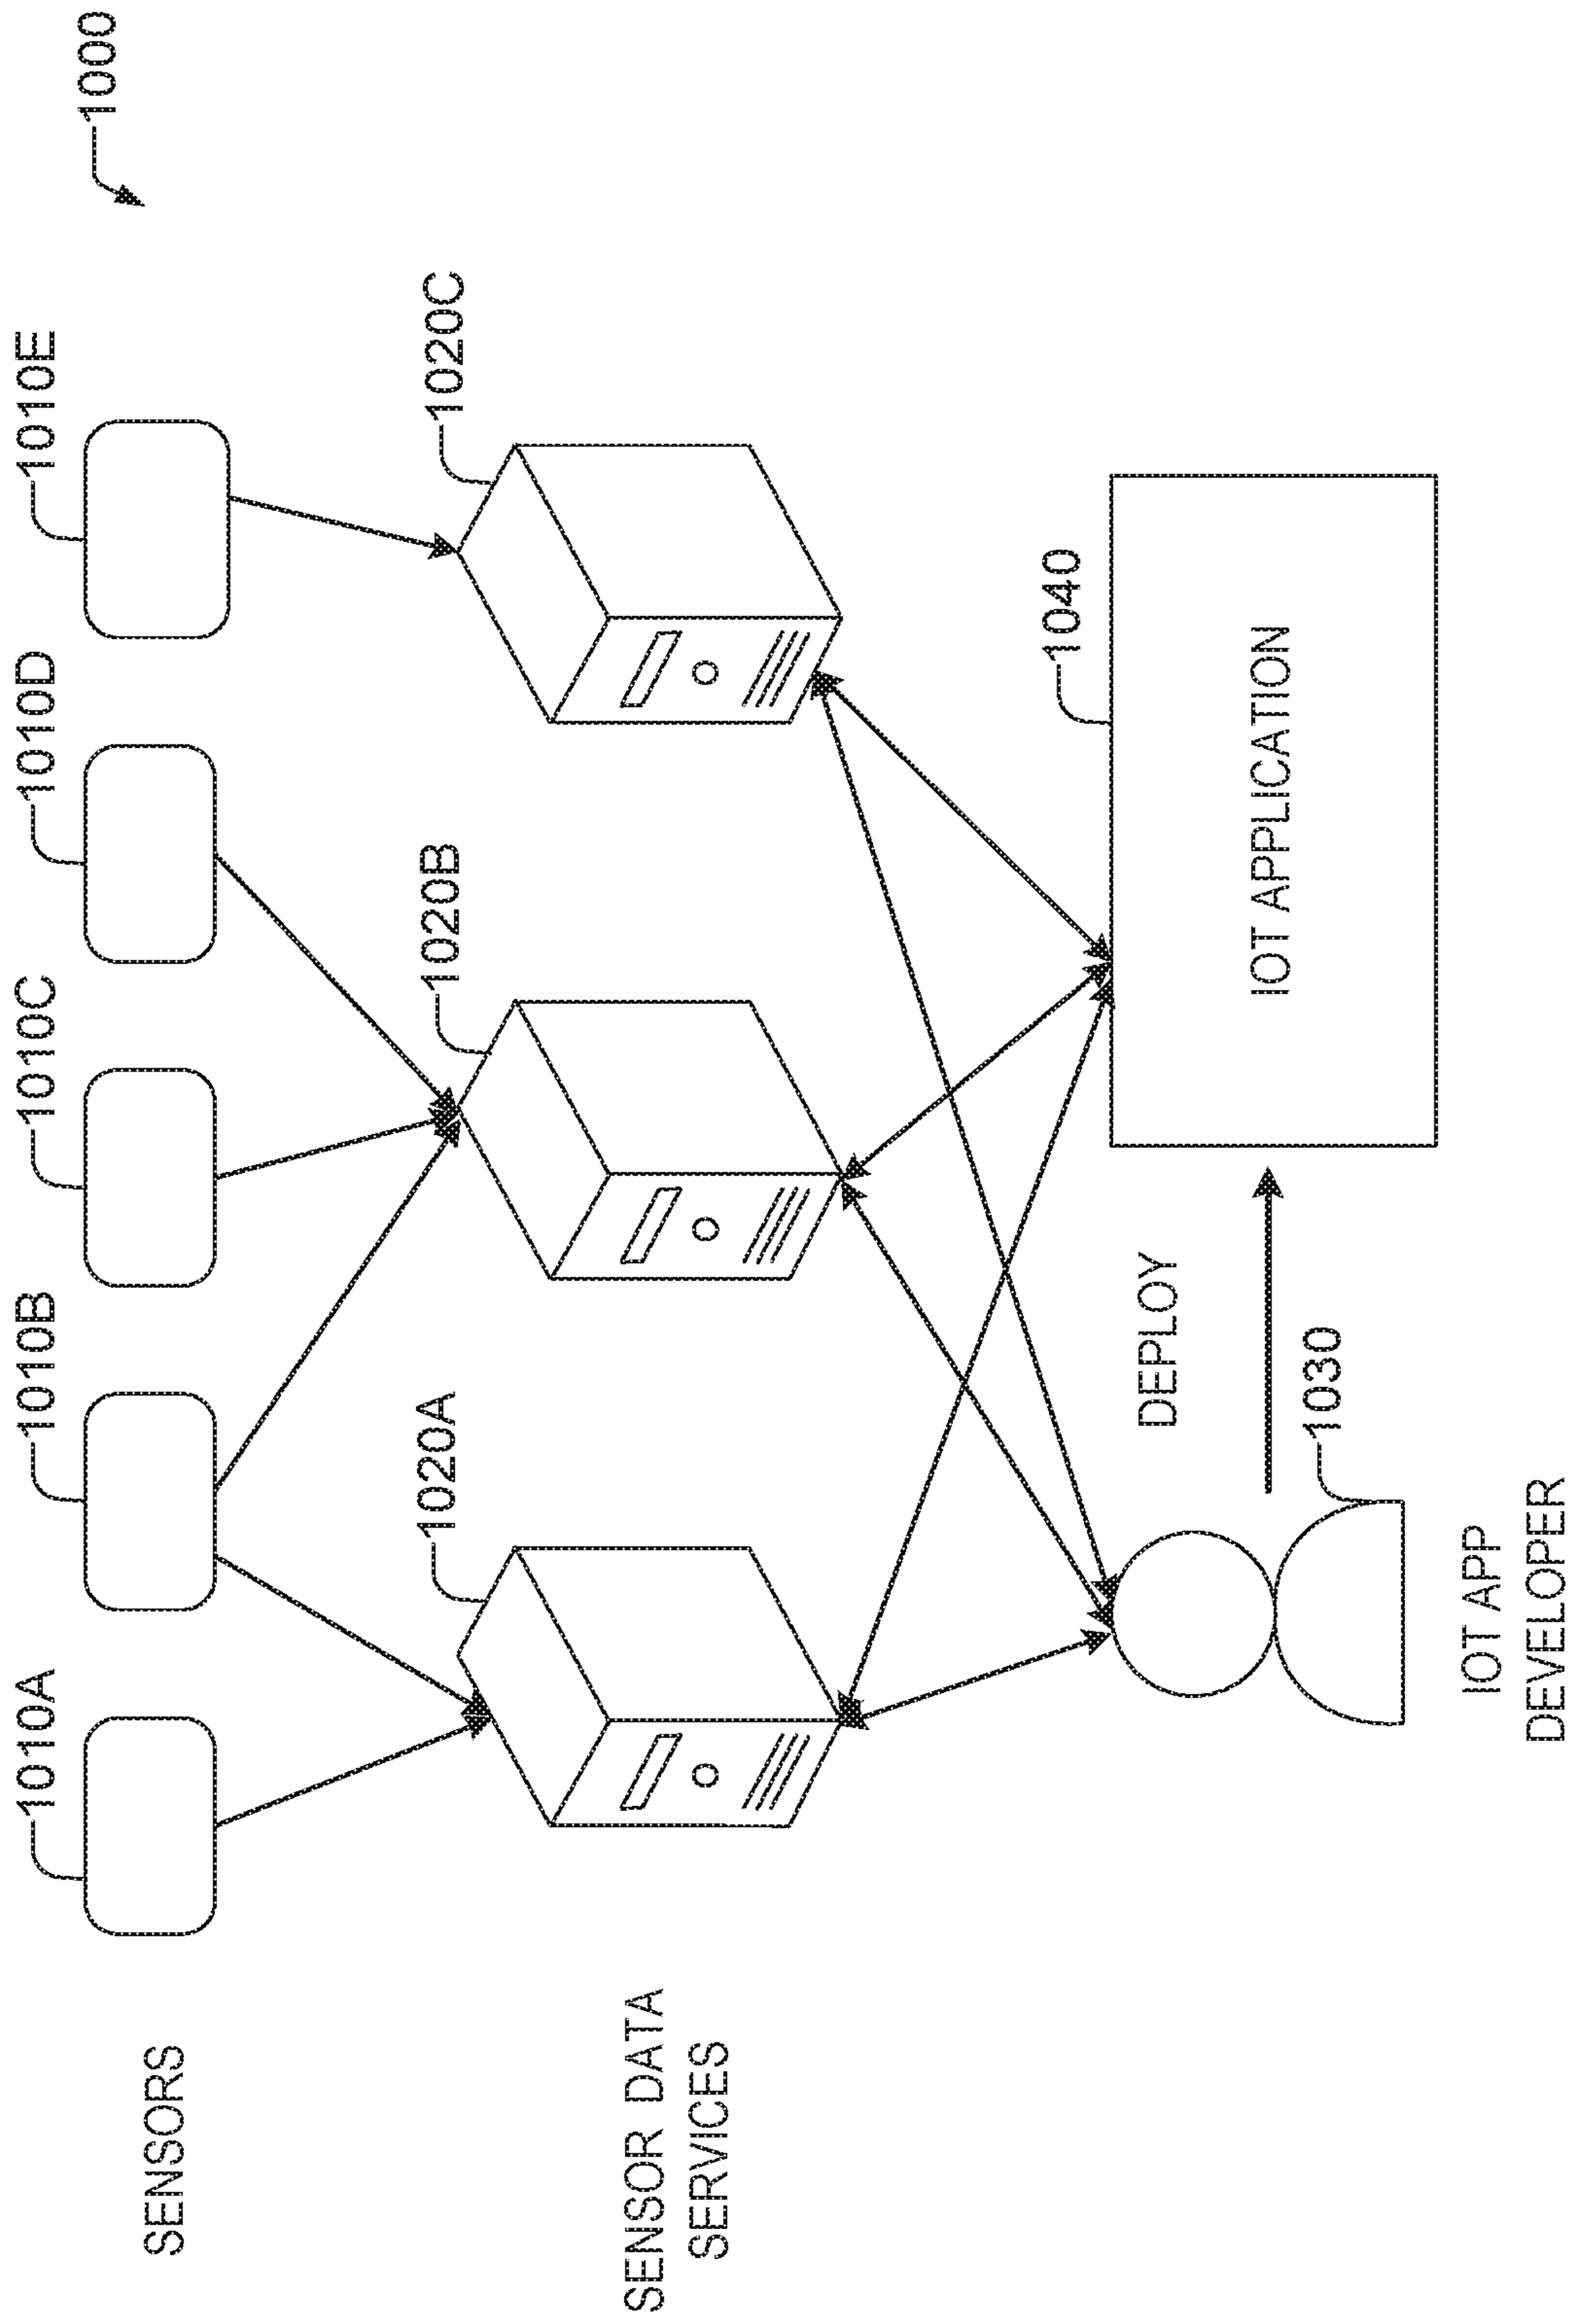 1000
1010A
1010B
1010C
1010D
1010E
SENSORS
1020A
1020B
1020C
SENSOR DATA
SERVICES
1040
IOT APPLICATION
DEPLOY
1030
IOT APP
DEVELOPER